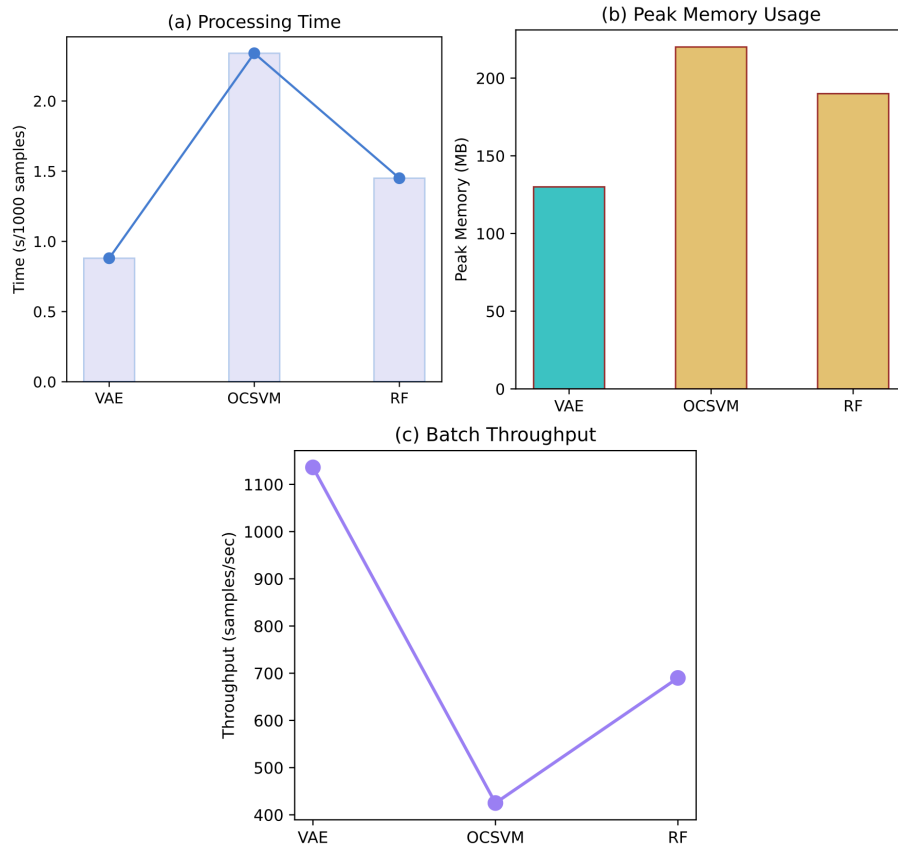 (a) Processing Time
Time (s/1000 samples)
2.0
1.5
1.0
0.5
0.0
VAE
OCSVM
RF
(b) Peak Memory Usage
Peak Memory (MB)
200
150
100
50
0
VAE
OCSVM
RF
(c) Batch Throughput
Throughput (samples/sec)
1100
1000
900
800
700
600
500
400
VAE
OCSVM
RF